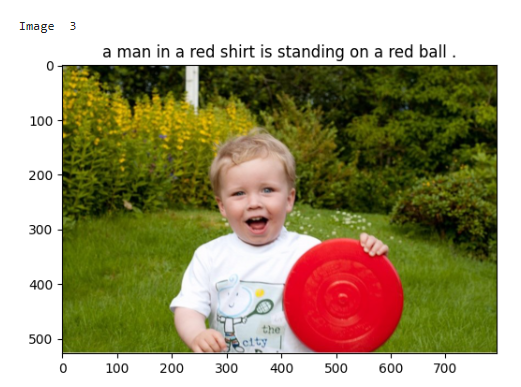 Image 3
a man in a red shirt is standing on a red ball .
0
100
200
300
400
500
0 100 200 300 400 500 600 700
the
city